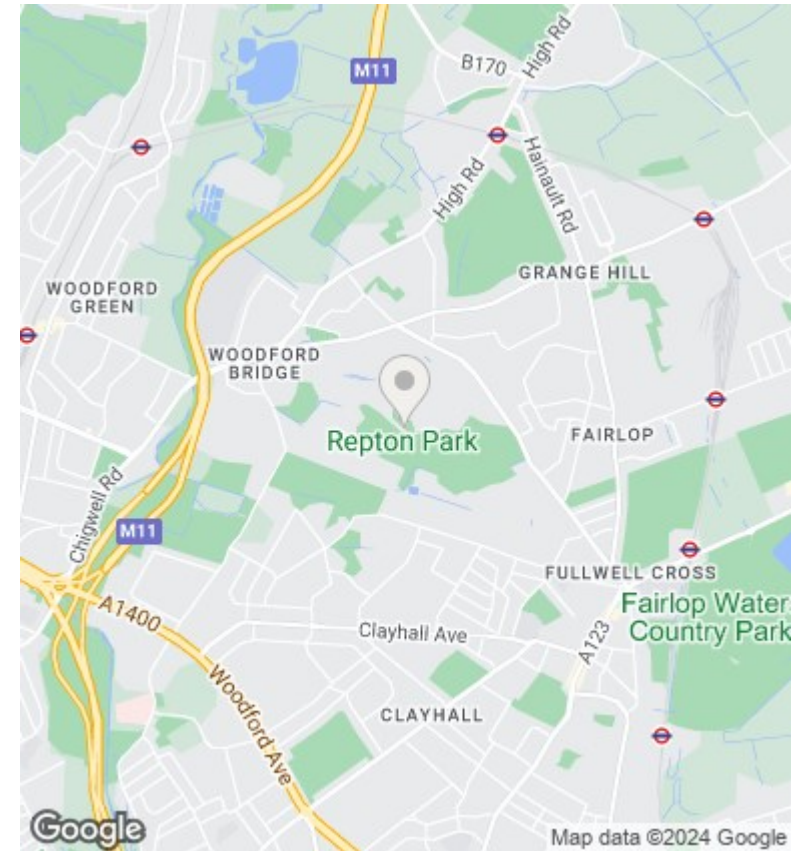 M11
B170
High Rd
High Rd
Hainault Rd
GRANGE HILL
WOODFORD
GREEN
WOODFORD
BRIDGE
Repton Park
FAIRLOP
Chigwell Rd
M11
FULLWELL CROSS
A1400
Fairlop Water
Country Park
Clayhall Ave
A123
Woodford Ave
CLAYHALL
Google
Map data ©2024 Google